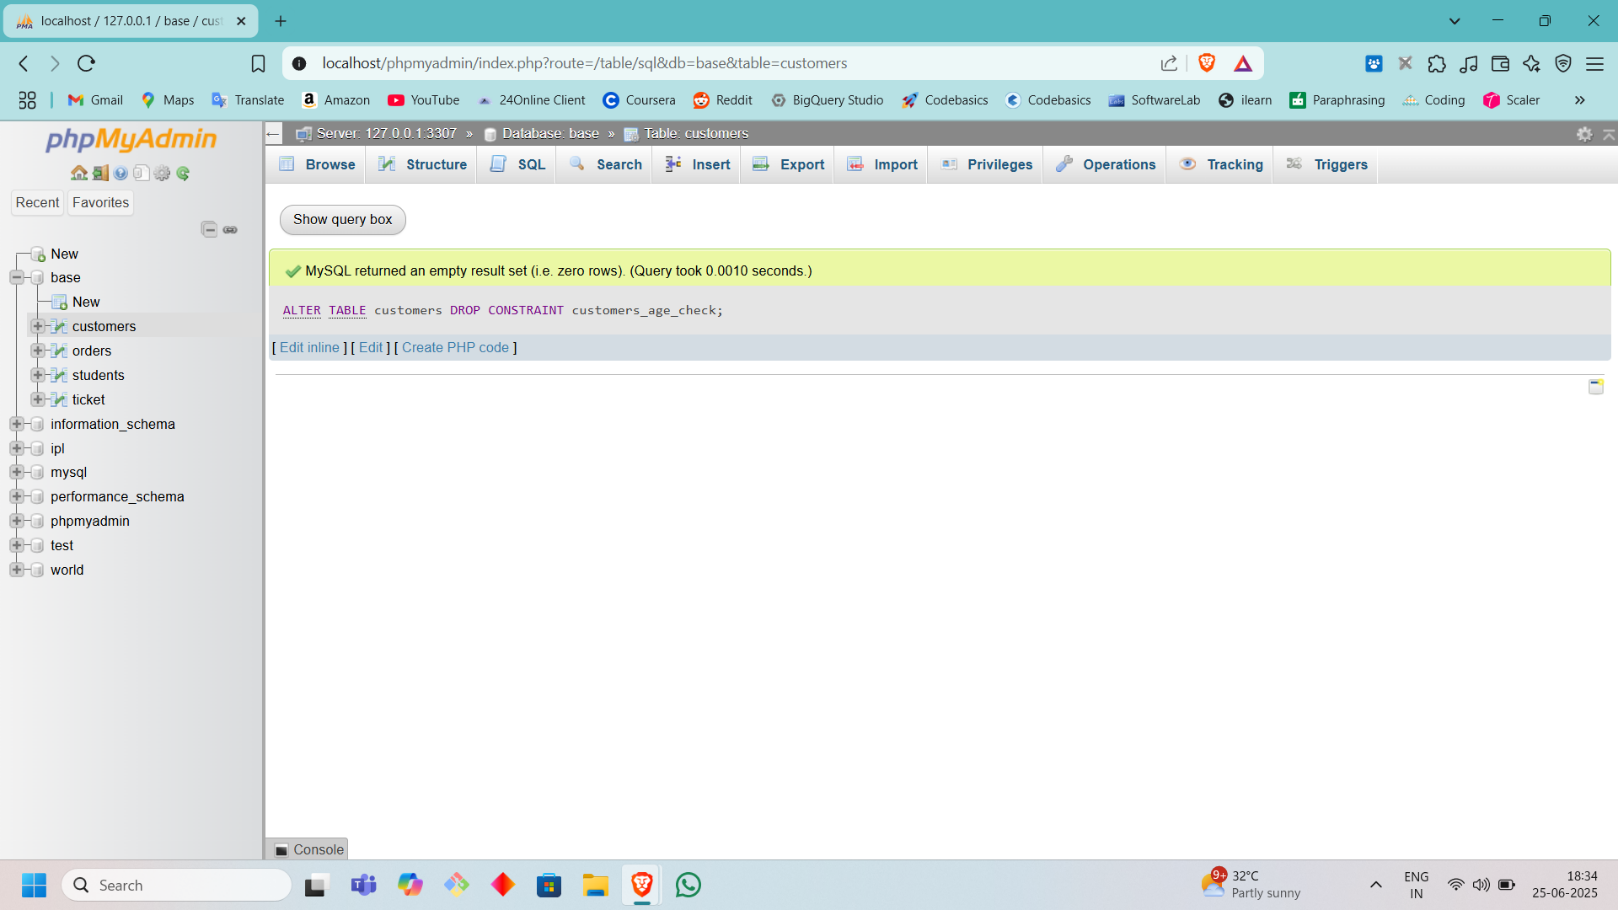 localhost / 127.0.0.1 / base / cust
localhost/phpmyadmin/index.php?route=/table/sql&db=base&table=customers
Gmail Maps Translate Amazon YouTube 24Online Client Coursera Reddit BigQuery Studio Codebasics Codebasics SoftwareLab ilearn Paraphrasing Coding Scaler »
phpMyAdmin
Recent Favorites
New
base
New
customers
orders
students
ticket
information_schema
ipl
mysql
performance_schema
phpmyadmin
test
world
Server: 127.0.0.1:3307 » Database: base » Table: customers
Browse Structure SQL Search Insert Export Import Privileges Operations Tracking Triggers
Show query box
MySQL returned an empty result set (i.e. zero rows). (Query took 0.0010 seconds.)
ALTER TABLE customers DROP CONSTRAINT customers_age_check;
[ Edit inline ] [ Edit ] [ Create PHP code ]
Console
Search
9+ 32°C
Partly sunny
ENG
IN
18:34
25-06-2025